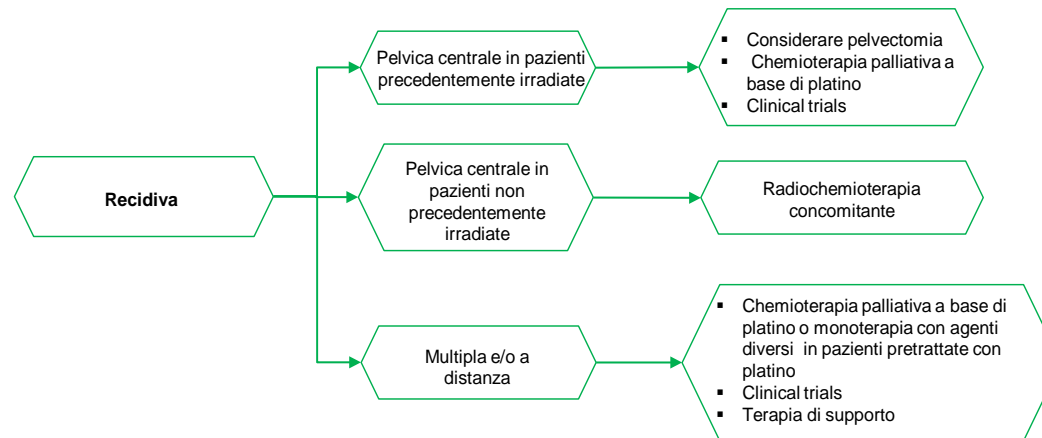 Recidiva
Pelvica centrale in pazienti
precedentemente irradiate
▪ Considerare pelvectomia
▪ Chemioterapia palliativa a
base di platino
▪ Clinical trials
Pelvica centrale in
pazienti non
precedentemente
irradiate
Radiochemioterapia
concomitante
Multipla e/o a
distanza
▪ Chemioterapia palliativa a base di
platino o monoterapia con agenti
diversi in pazienti pretrattate con
platino
▪ Clinical trials
▪ Terapia di supporto